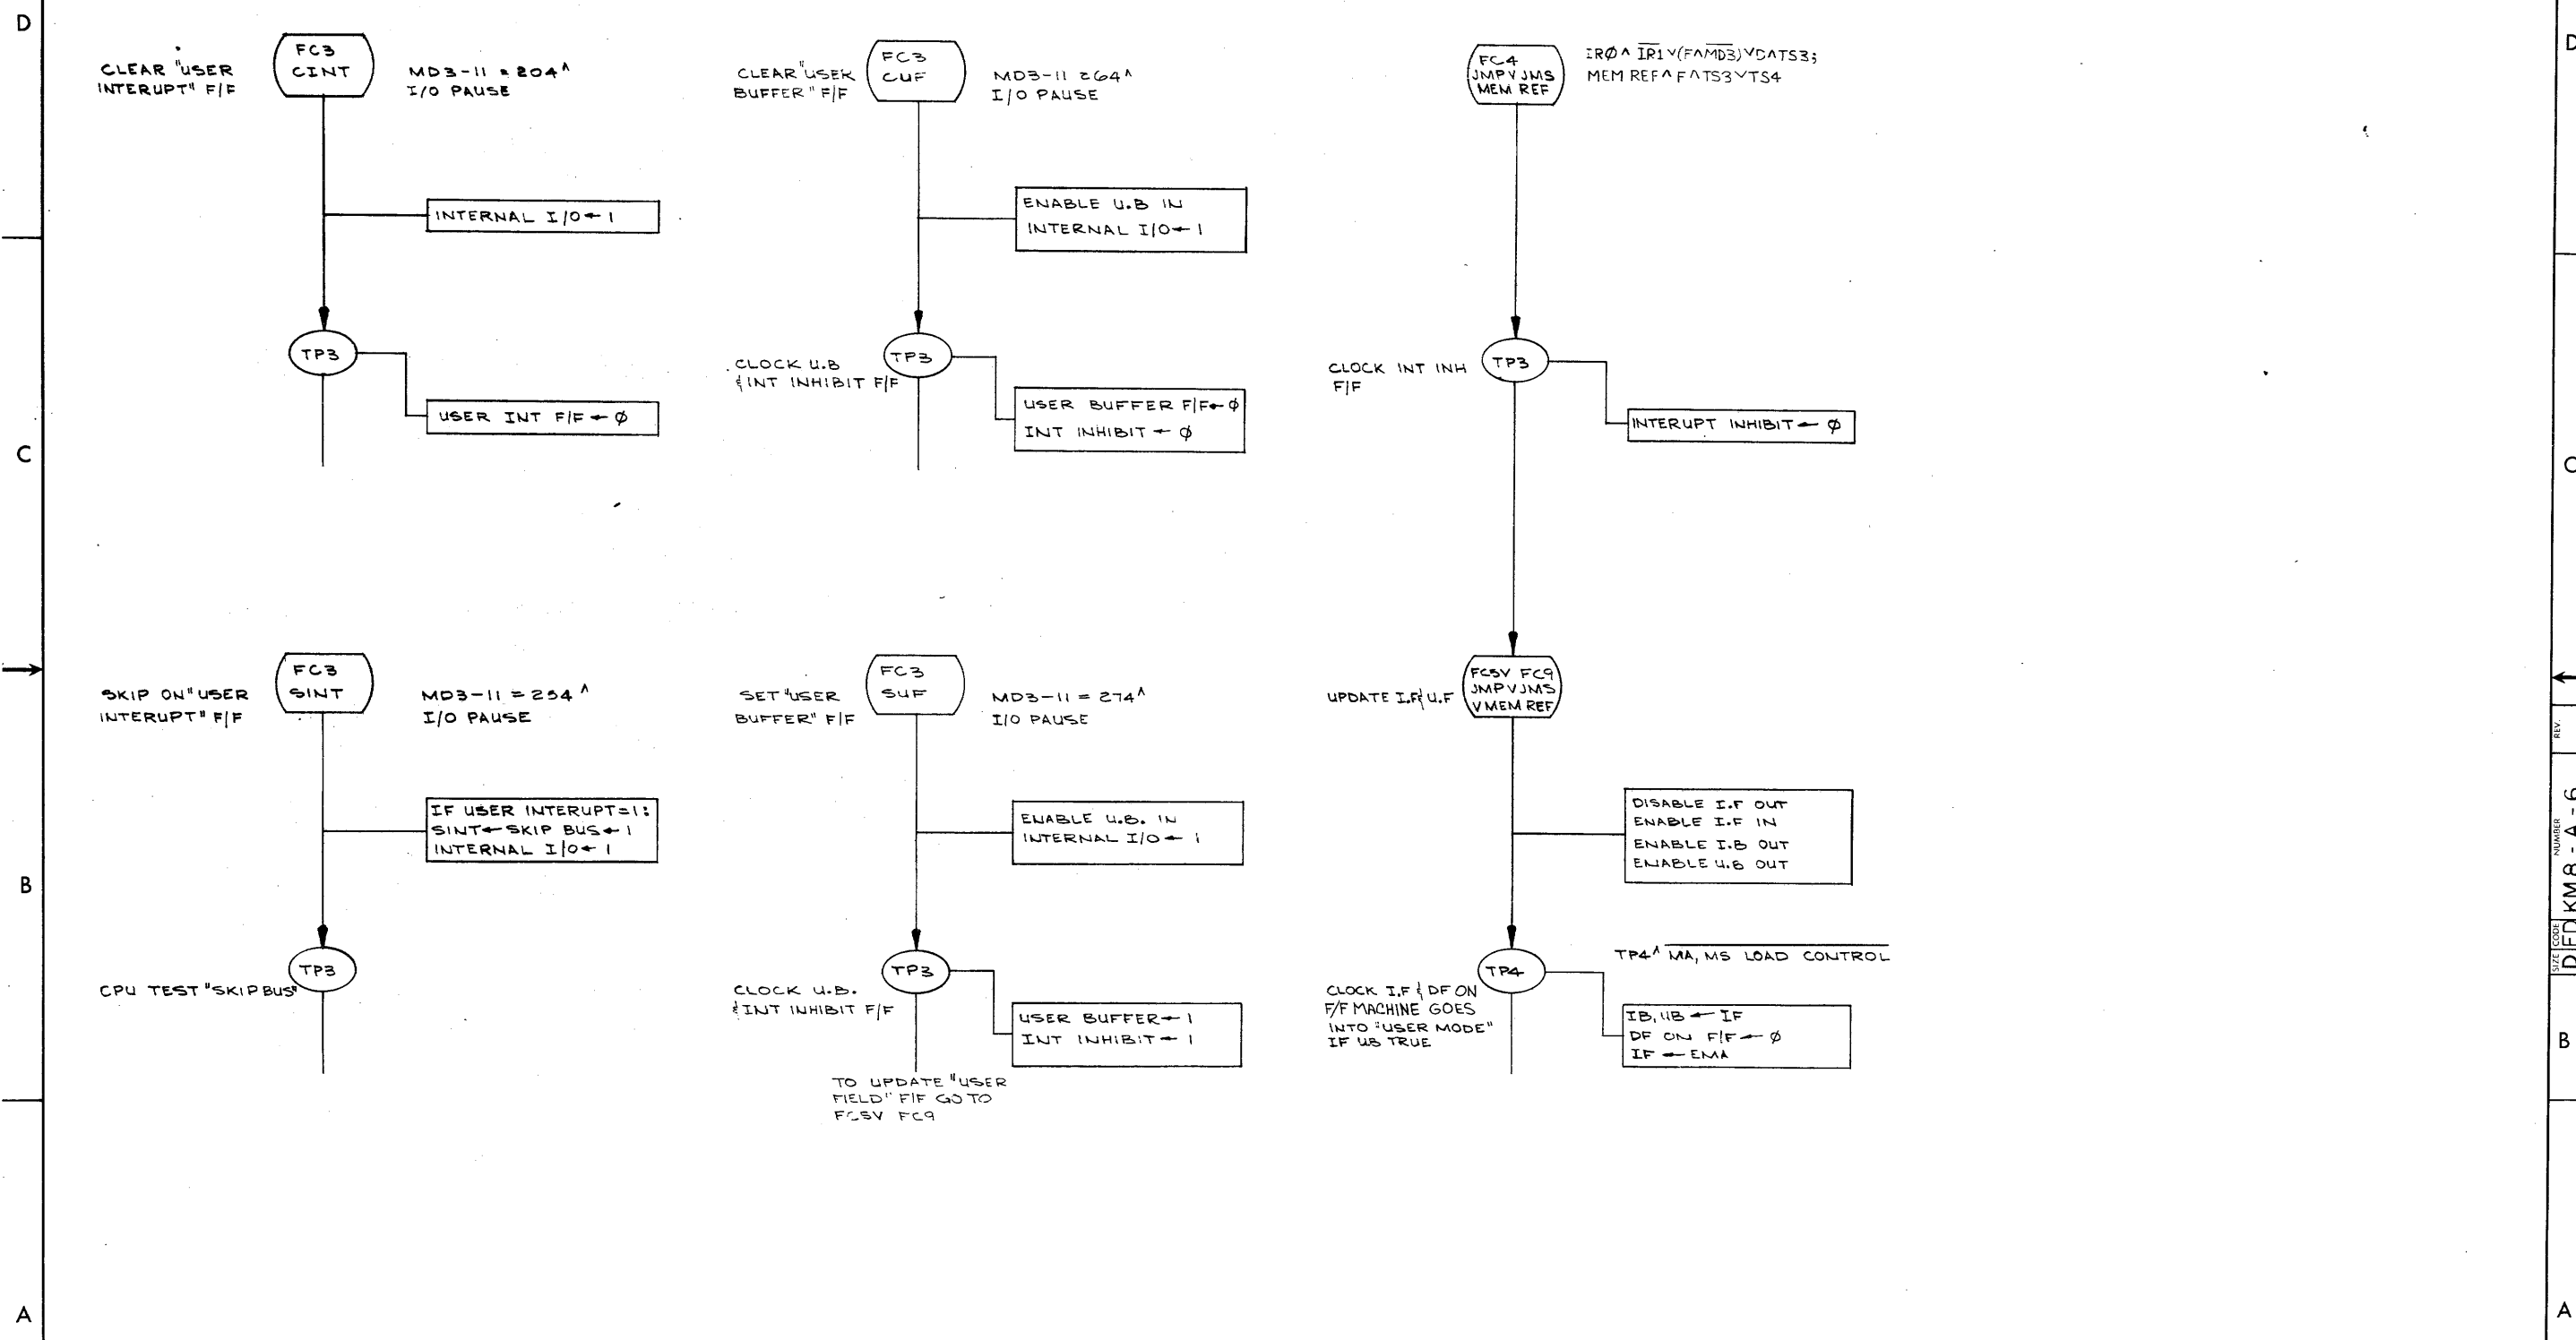 D
CLEAR "USER
INTERUPT" F/F
FC3
CINT
MD3-11 = 204 ^
I/O PAUSE
INTERNAL I/O ← 1
TP3
USER INT F/F ← Ø
CLEAR "USER
BUFFER" F/F
FC3
CUF
MD3-11 264 ^
I/O PAUSE
ENABLE U.B IN
INTERNAL I/O ← 1
CLOCK U.B
& INT INHIBIT F/F
TP3
USER BUFFER F/F ← Ø
INT INHIBIT ← Ø
FC4
JMP V JMS
MEM REF
IRØ ^ I̅R̅1̅ V (F ^ M̅D̅3̅) V D ^ TS3;
MEM REF ^ F ^ TS3 V TS4
CLOCK INT INH
F/F
TP3
INTERUPT INHIBIT ← Ø
C
SKIP ON "USER
INTERUPT" F/F
FC3
SINT
MD3-11 = 254 ^
I/O PAUSE
IF USER INTERUPT = 1:
SINT ← SKIP BUS ← 1
INTERNAL I/O ← 1
CPU TEST "SKIP BUS"
TP3
SET "USER
BUFFER" F/F
FC3
SUF
MD3-11 = 274 ^
I/O PAUSE
ENABLE U.B. IN
INTERNAL I/O ← 1
CLOCK U.B.
& INT INHIBIT F/F
TP3
USER BUFFER ← 1
INT INHIBIT ← 1
TO UPDATE "USER
FIELD" F/F GO TO
FC5V FC9
UPDATE I.F & U.F
FC5V FC9
JMP V JMS
V MEM REF
DISABLE I.F OUT
ENABLE I.F IN
ENABLE I.B OUT
ENABLE U.B OUT
TP4 ^ M̅A̅,̅ M̅S̅ L̅O̅A̅D̅ C̅O̅N̅T̅R̅O̅L̅
TP4
CLOCK I.F & DF ON
F/F MACHINE GOES
INTO "USER MODE"
IF UB TRUE
IB, UB ← IF
DF ON F/F ← Ø
IF ← EMA
B
A
D
C
REV.
NUMBER
KM8-A-6
SIZE
CODE
D
FD
B
A